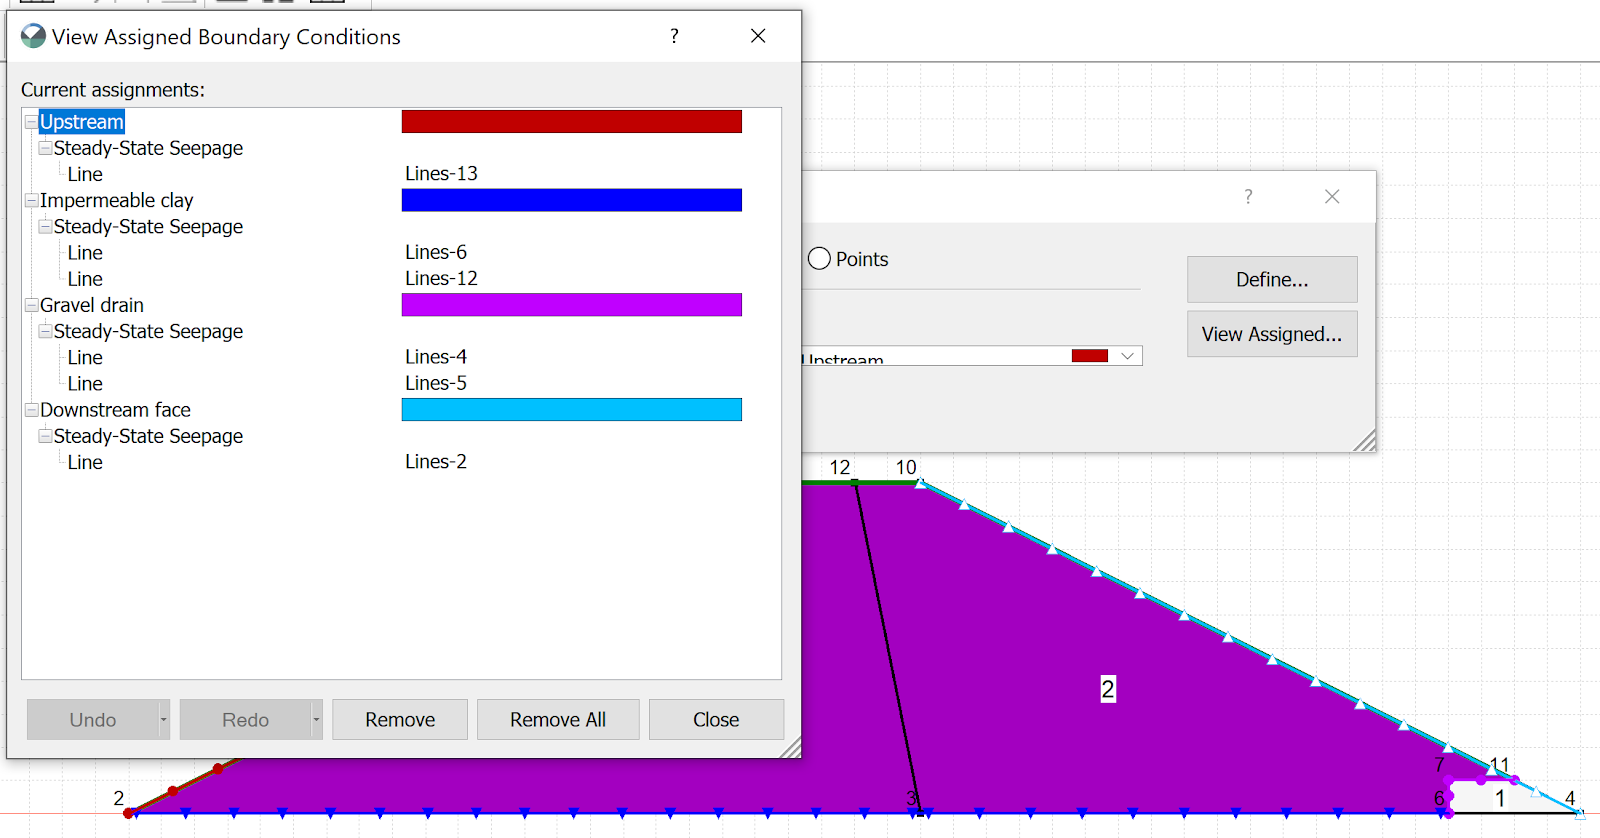 View Assigned Boundary Conditions ?
Current assignments:
Upstream
Steady-State Seepage
Line Lines-13
Impermeable clay
Steady-State Seepage
Line Lines-6
Line Lines-12
Gravel drain
Steady-State Seepage
Line Lines-4
Line Lines-5
Downstream face
Steady-State Seepage
Line Lines-2
Undo Redo Remove Remove All Close
?
Points
Define...
View Assigned...
Upstream
12 10
2
7 11
2 3 6 1 4